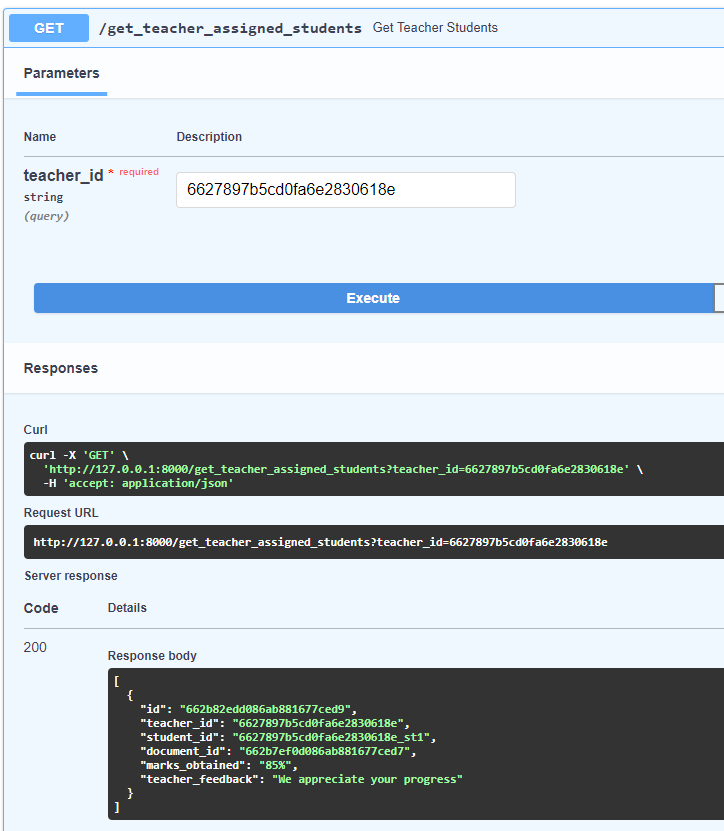 GET /get_teacher_assigned_students Get Teacher Students
Parameters
Name Description
teacher_id * required
string
(query)
6627897b5cd0fa6e2830618e
Execute
Responses
Curl
curl -X 'GET' \
'http://127.0.0.1:8000/get_teacher_assigned_students?teacher_id=6627897b5cd0fa6e2830618e' \
-H 'accept: application/json'
Request URL
http://127.0.0.1:8000/get_teacher_assigned_students?teacher_id=6627897b5cd0fa6e2830618e
Server response
Code Details
200
Response body
[
{
"id": "662b82edd086ab881677ced9",
"teacher_id": "6627897b5cd0fa6e2830618e",
"student_id": "6627897b5cd0fa6e2830618e_st1",
"document_id": "662b7ef0d086ab881677ced7",
"marks_obtained": "85%",
"teacher_feedback": "We appreciate your progress"
}
]